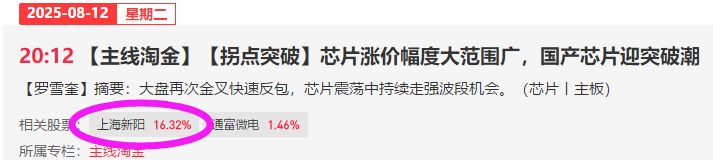 2025-08-12 星期二
20:12 【主线淘金】【拐点突破】芯片涨价幅度大范围广，国产芯片迎突破潮
【罗雪奎】摘要：大盘再次金叉快速反包，芯片震荡中持续走强波段机会。（芯片丨主板）
相关股票： 上海新阳 16.32% 通富微电 1.46%
所属专栏：主线淘金